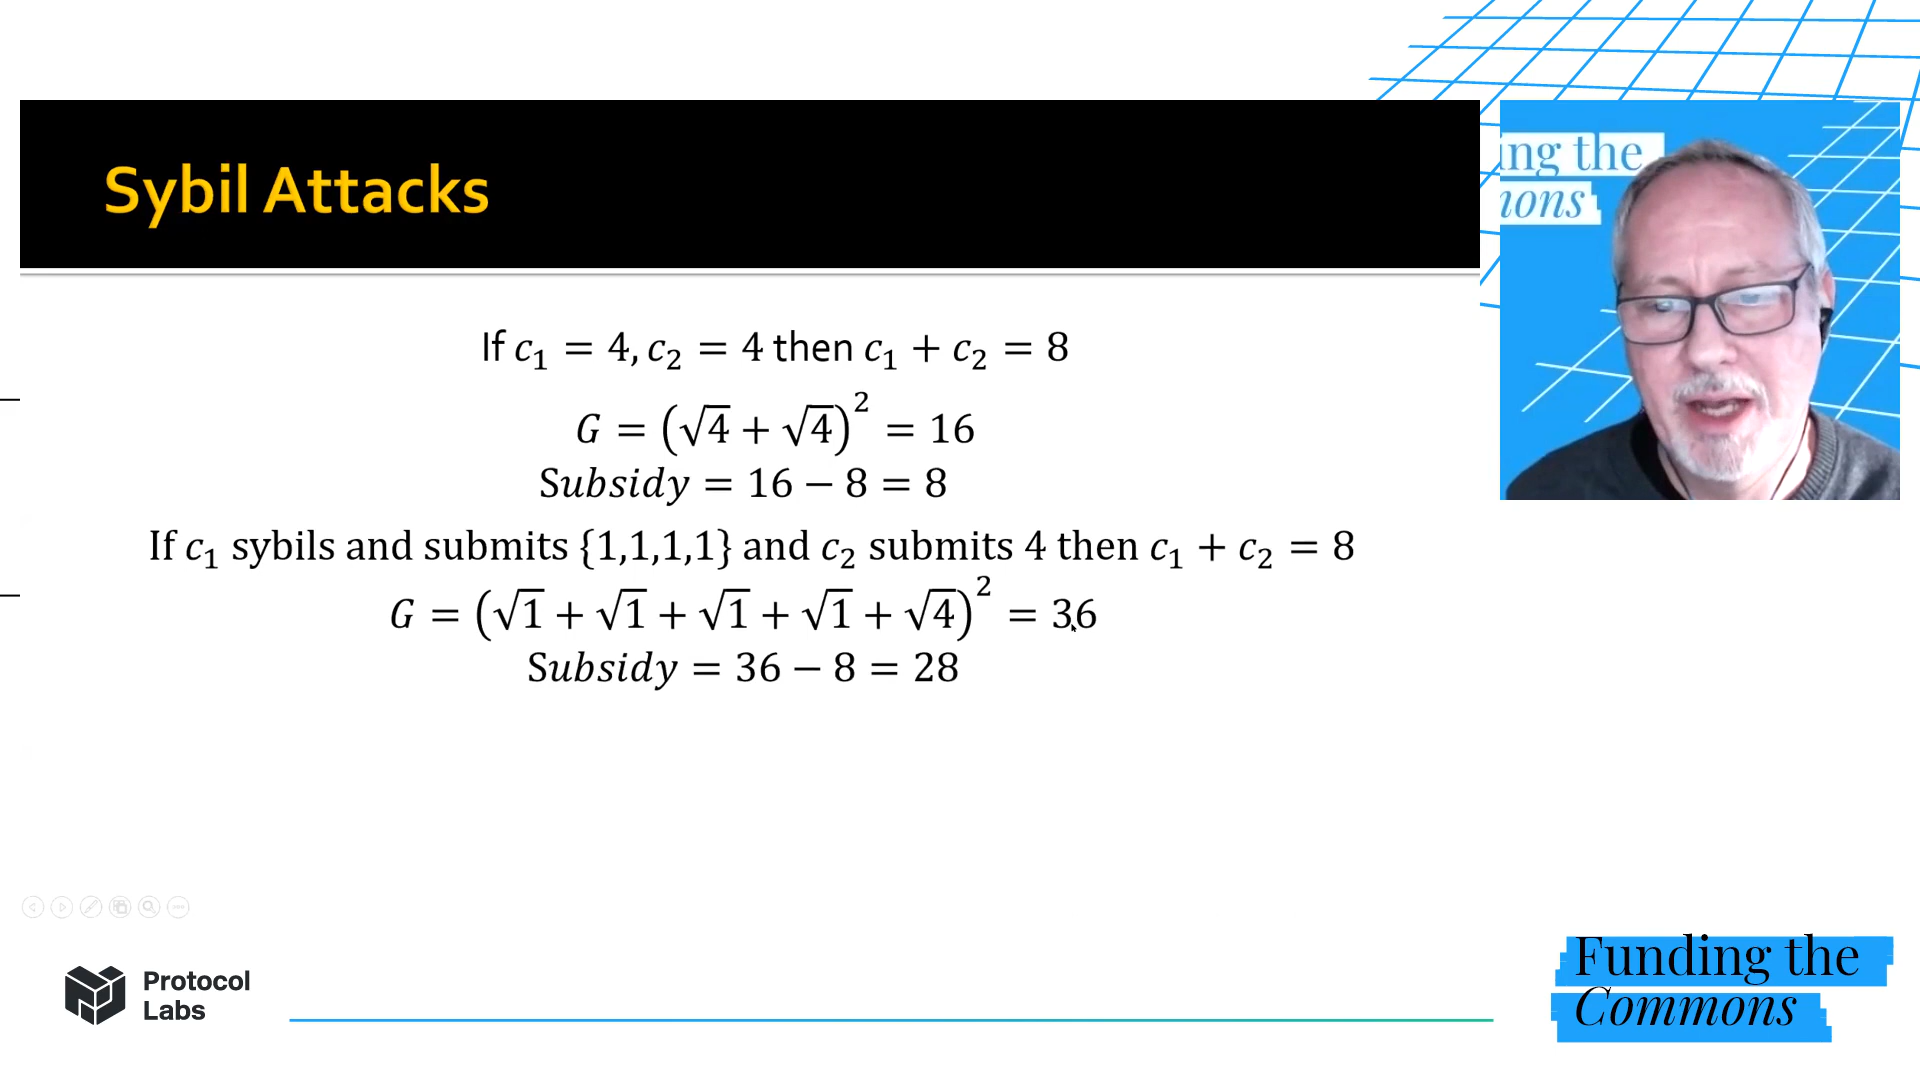 Sybil Attacks
ing the
ions
If c₁ = 4, c₂ = 4 then c₁ + c₂ = 8
G = (√4 + √4)² = 16
Subsidy = 16 − 8 = 8
If c₁ sybils and submits {1,1,1,1} and c₂ submits 4 then c₁ + c₂ = 8
G = (√1 + √1 + √1 + √1 + √4)² = 36
Subsidy = 36 − 8 = 28
Protocol
Labs
Funding the
Commons